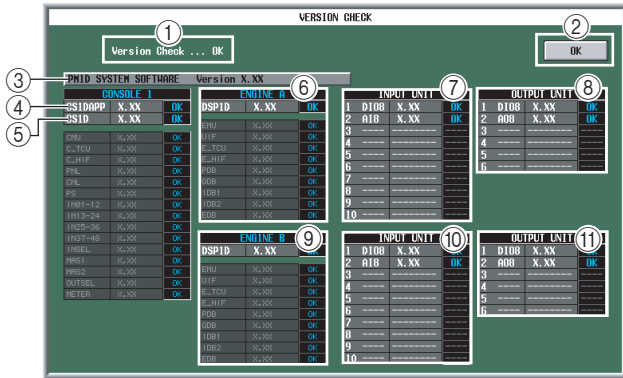 VERSION CHECK
①
Version Check ... OK
②
OK
③
PM1D SYSTEM SOFTWARE Version X.XX
④
⑤
CONSOLE 1
CS1DAPP X.XX OK
CS1D X.XX OK
CMU X.XX OK
C_TCU X.XX OK
C_HIF X.XX OK
PNL X.XX OK
CNL X.XX OK
PS X.XX OK
IN01-12 X.XX OK
IN13-24 X.XX OK
IN25-36 X.XX OK
IN37-48 X.XX OK
INSEL X.XX OK
MAS1 X.XX OK
MAS2 X.XX OK
OUTSEL X.XX OK
METER X.XX OK
⑥
ENGINE A
DSP1D X.XX OK
EMU X.XX OK
UIF X.XX OK
E_TCU X.XX OK
E_HIF X.XX OK
PDB X.XX OK
ODB X.XX OK
IDB1 X.XX OK
IDB2 X.XX OK
EDB X.XX OK
⑦
INPUT UNIT
1 DIO8 X.XX OK
2 AI8 X.XX OK
3 ---- -------- ----
4 ---- -------- ----
5 ---- -------- ----
6 ---- -------- ----
7 ---- -------- ----
8 ---- -------- ----
9 ---- -------- ----
10 ---- -------- ----
⑧
OUTPUT UNIT
1 DIO8 X.XX OK
2 AO8 X.XX OK
3 ---- -------- ----
4 ---- -------- ----
5 ---- -------- ----
6 ---- -------- ----
⑨
ENGINE B
DSP1D X.XX
EMU X.XX OK
UIF X.XX OK
E_TCU X.XX OK
E_HIF X.XX OK
PDB X.XX OK
ODB X.XX OK
IDB1 X.XX OK
IDB2 X.XX OK
EDB X.XX OK
⑩
INPUT UNIT
1 DIO8 X.XX OK
2 AI8 X.XX OK
3 ---- -------- ----
4 ---- -------- ----
5 ---- -------- ----
6 ---- -------- ----
7 ---- -------- ----
8 ---- -------- ----
9 ---- -------- ----
10 ---- -------- ----
⑪
OUTPUT UNIT
1 DIO8 X.XX OK
2 AO8 X.XX OK
3 ---- -------- ----
4 ---- -------- ----
5 ---- -------- ----
6 ---- -------- ----